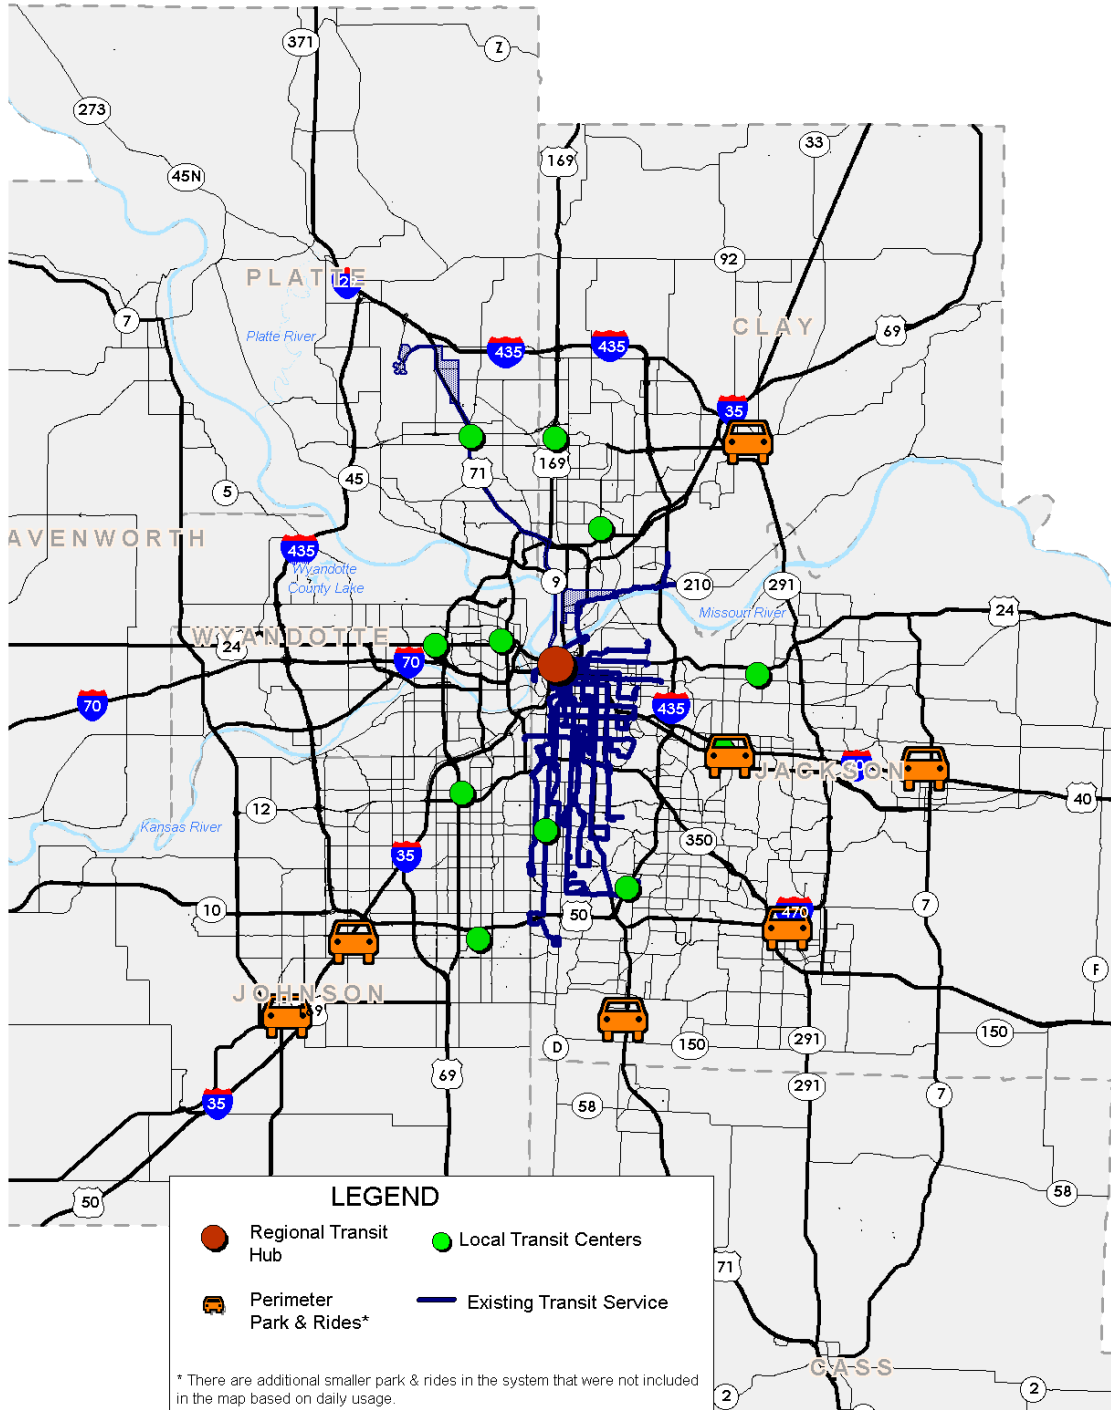 371
Z
273
33
169
45N
92
PLATTE
CLAY
7
69
Platte River
435
435
35
71
169
45
5
AVENWORTH
435
Wyandotte
County Lake
9
210
291
Missouri River
24
WYANDOTTE
24
70
70
435
JACKSON
40
12
Kansas River
350
35
10
50
470
7
F
JOHNSON
69
150
150
D
291
69
291
35
58
7
58
50
LEGEND
Regional Transit
Hub
Local Transit Centers
71
Perimeter
Park & Rides*
Existing Transit Service
CASS
* There are additional smaller park & rides in the system that were not included
in the map based on daily usage.
2
2